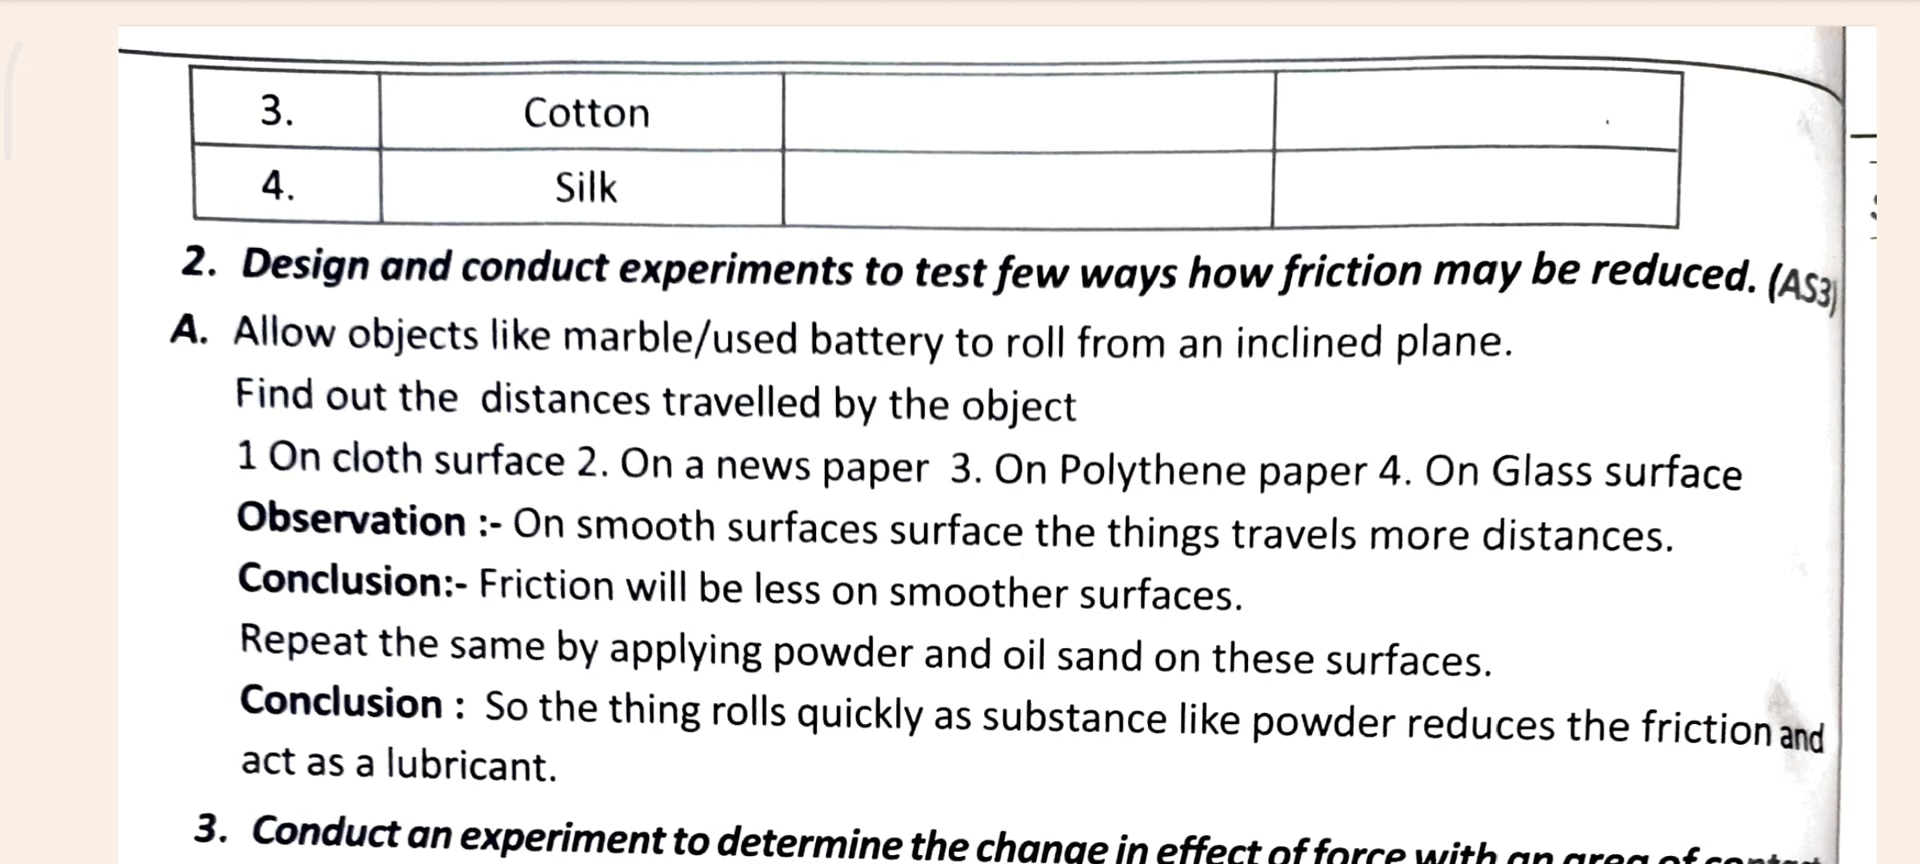 3. Cotton
4. Silk
2. Design and conduct experiments to test few ways how friction may be reduced. (AS3)
A. Allow objects like marble/used battery to roll from an inclined plane.
Find out the distances travelled by the object
1 On cloth surface 2. On a news paper 3. On Polythene paper 4. On Glass surface
Observation :- On smooth surfaces surface the things travels more distances.
Conclusion:- Friction will be less on smoother surfaces.
Repeat the same by applying powder and oil sand on these surfaces.
Conclusion : So the thing rolls quickly as substance like powder reduces the friction and
act as a lubricant.
3. Conduct an experiment to determine the change in effect of force with an area of contact